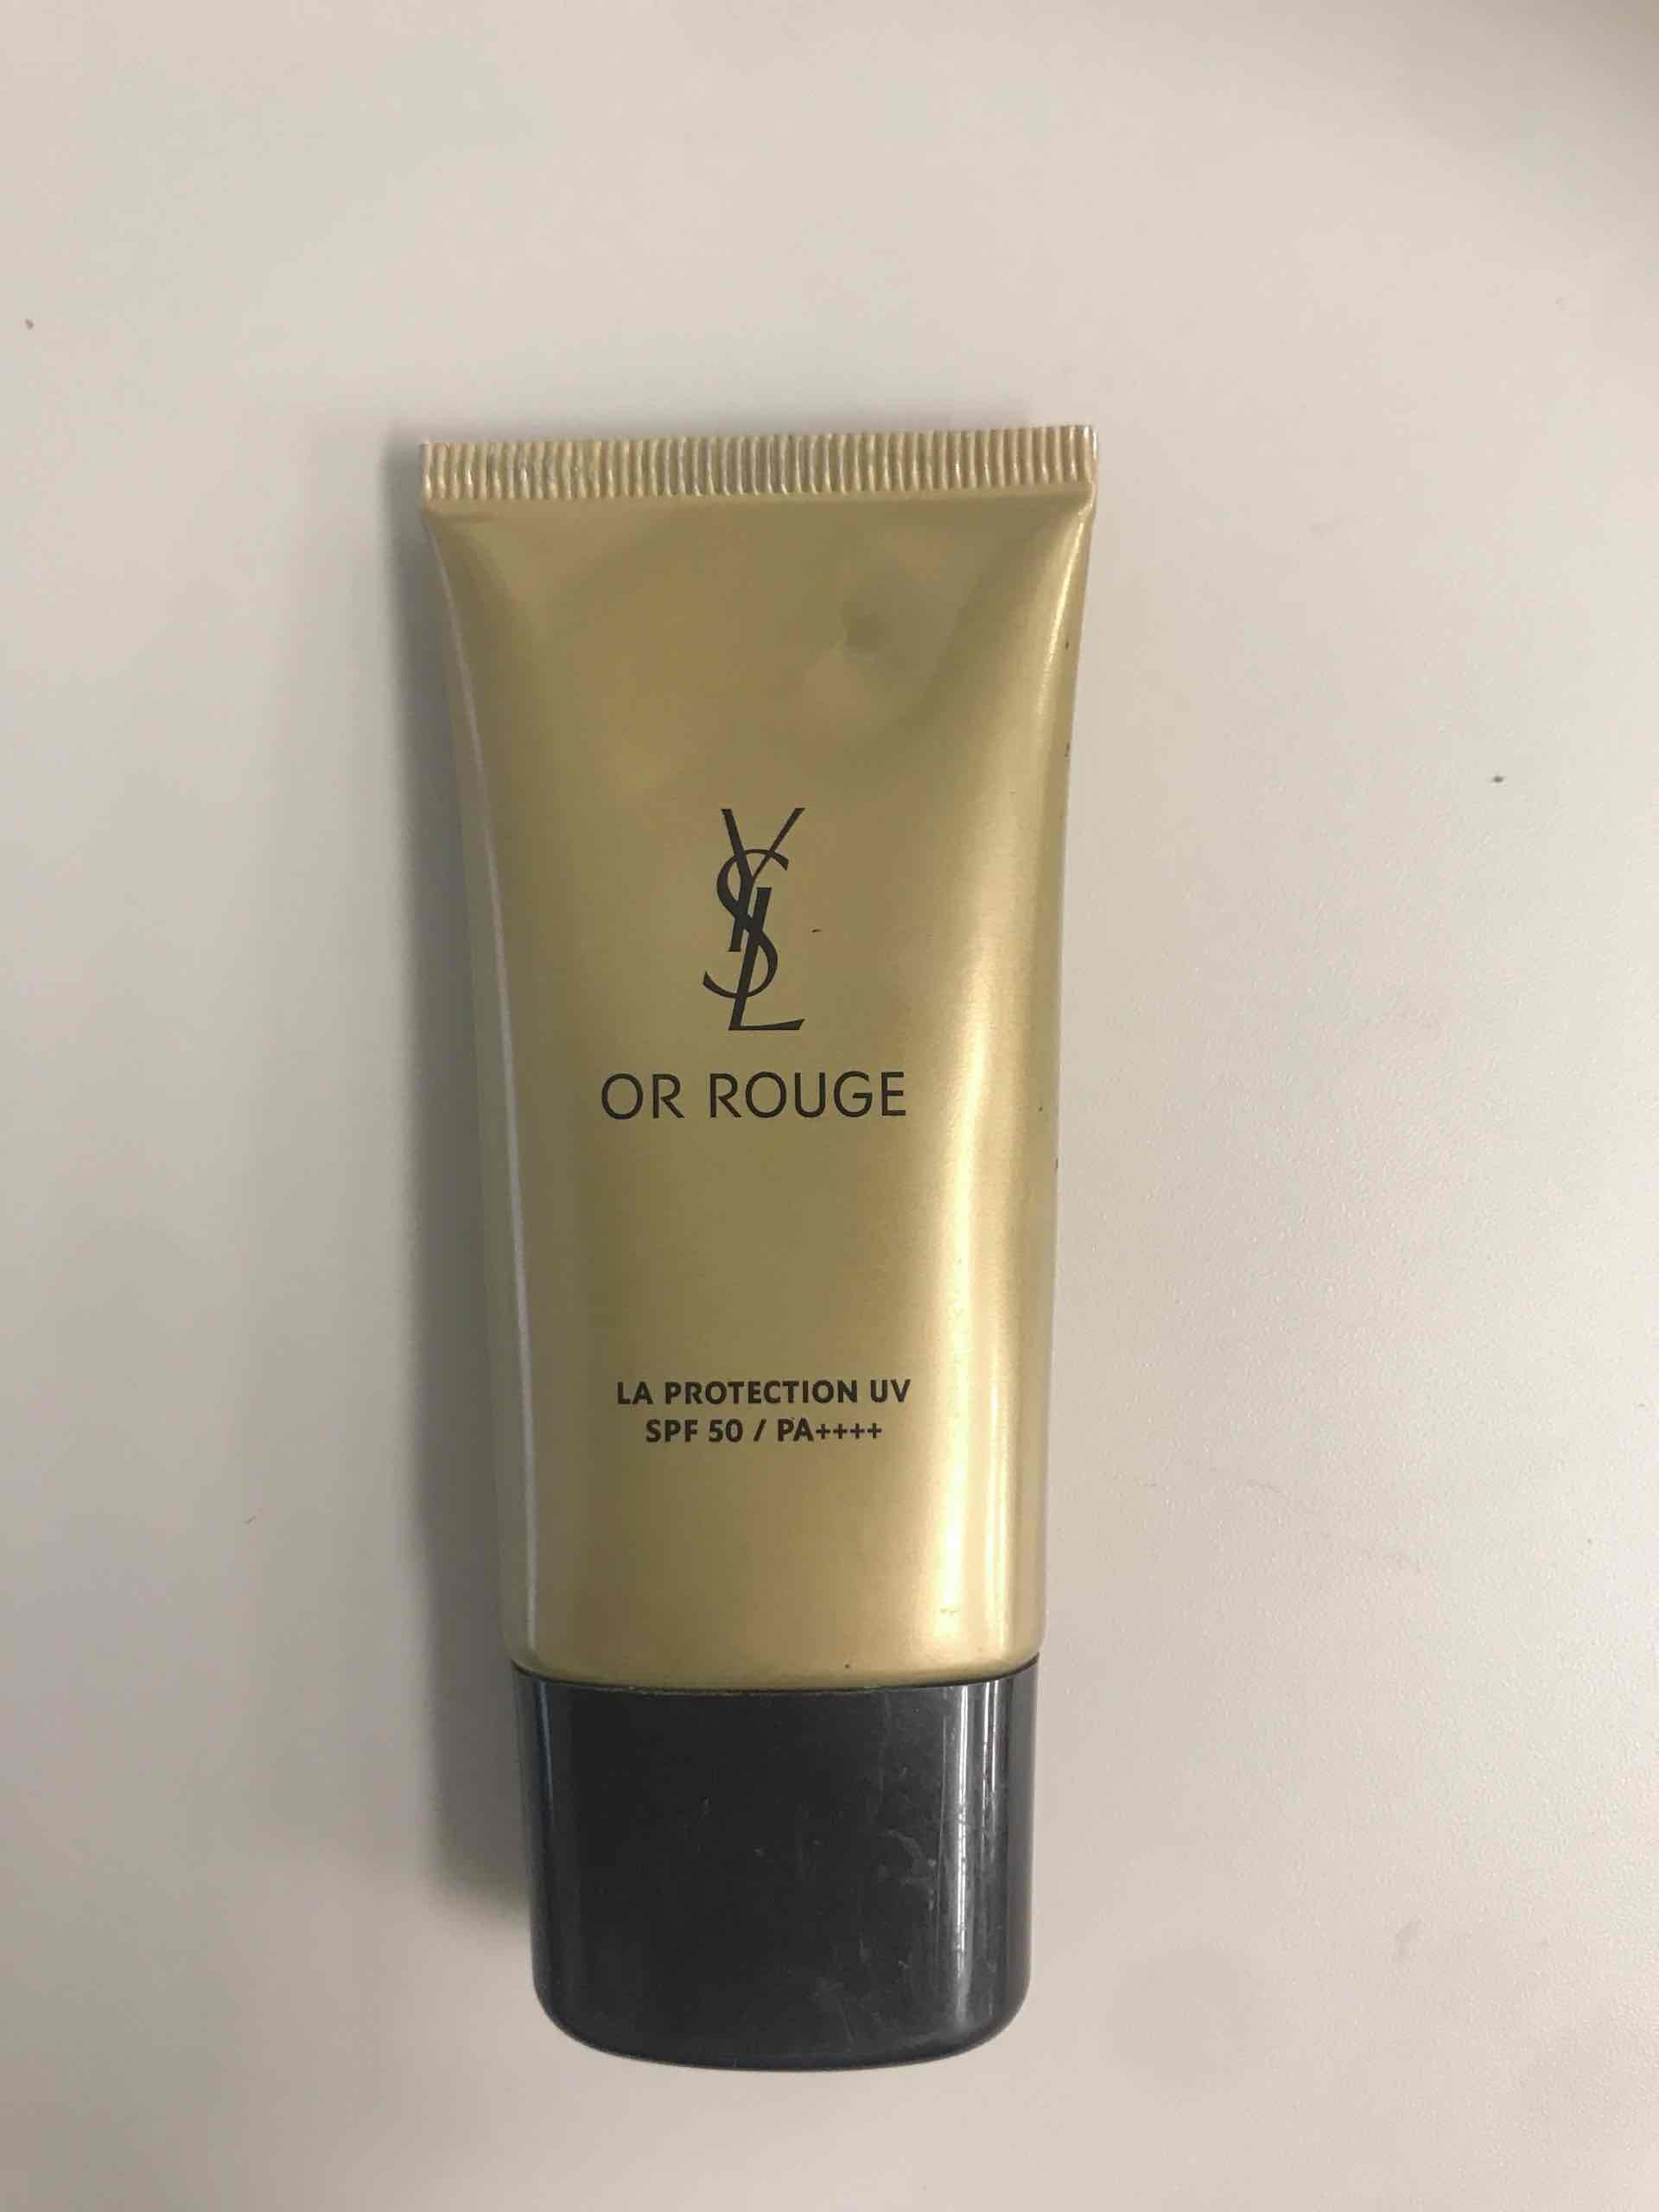 YSL
OR ROUGE
LA PROTECTION UV
SPF 50 / PA++++